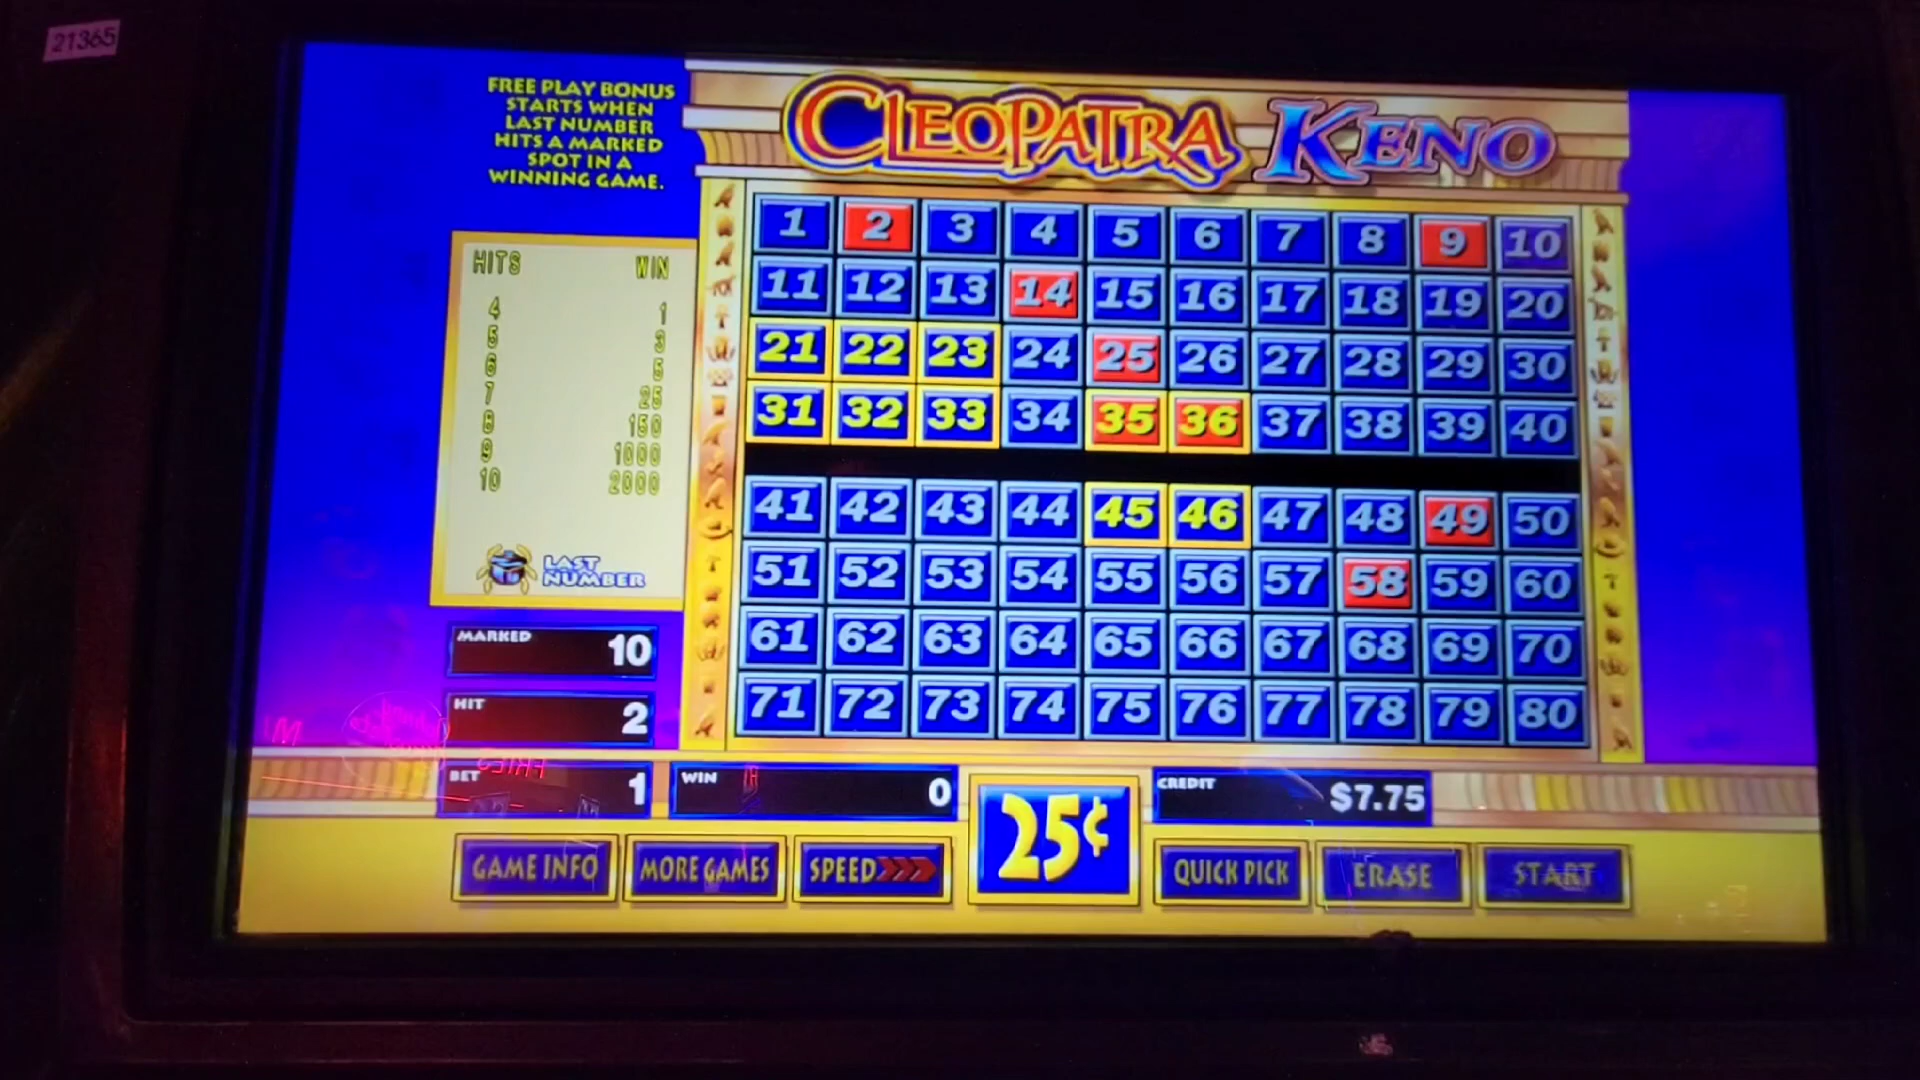 21365
FREE PLAY BONUS
STARTS WHEN
LAST NUMBER
HITS A MARKED
SPOT IN A
WINNING GAME.
CLEOPATRA KENO
HITS WIN
4 1
5 3
6 5
7 25
8 150
9 1000
10 2000
LAST
NUMBER
1 2 3 4 5 6 7 8 9 10
11 12 13 14 15 16 17 18 19 20
21 22 23 24 25 26 27 28 29 30
31 32 33 34 35 36 37 38 39 40
41 42 43 44 45 46 47 48 49 50
51 52 53 54 55 56 57 58 59 60
61 62 63 64 65 66 67 68 69 70
71 72 73 74 75 76 77 78 79 80
MARKED 10
HIT 2
BET 1
WIN 0
25¢
CREDIT $7.75
GAME INFO
MORE GAMES
SPEED
QUICK PICK
ERASE
START